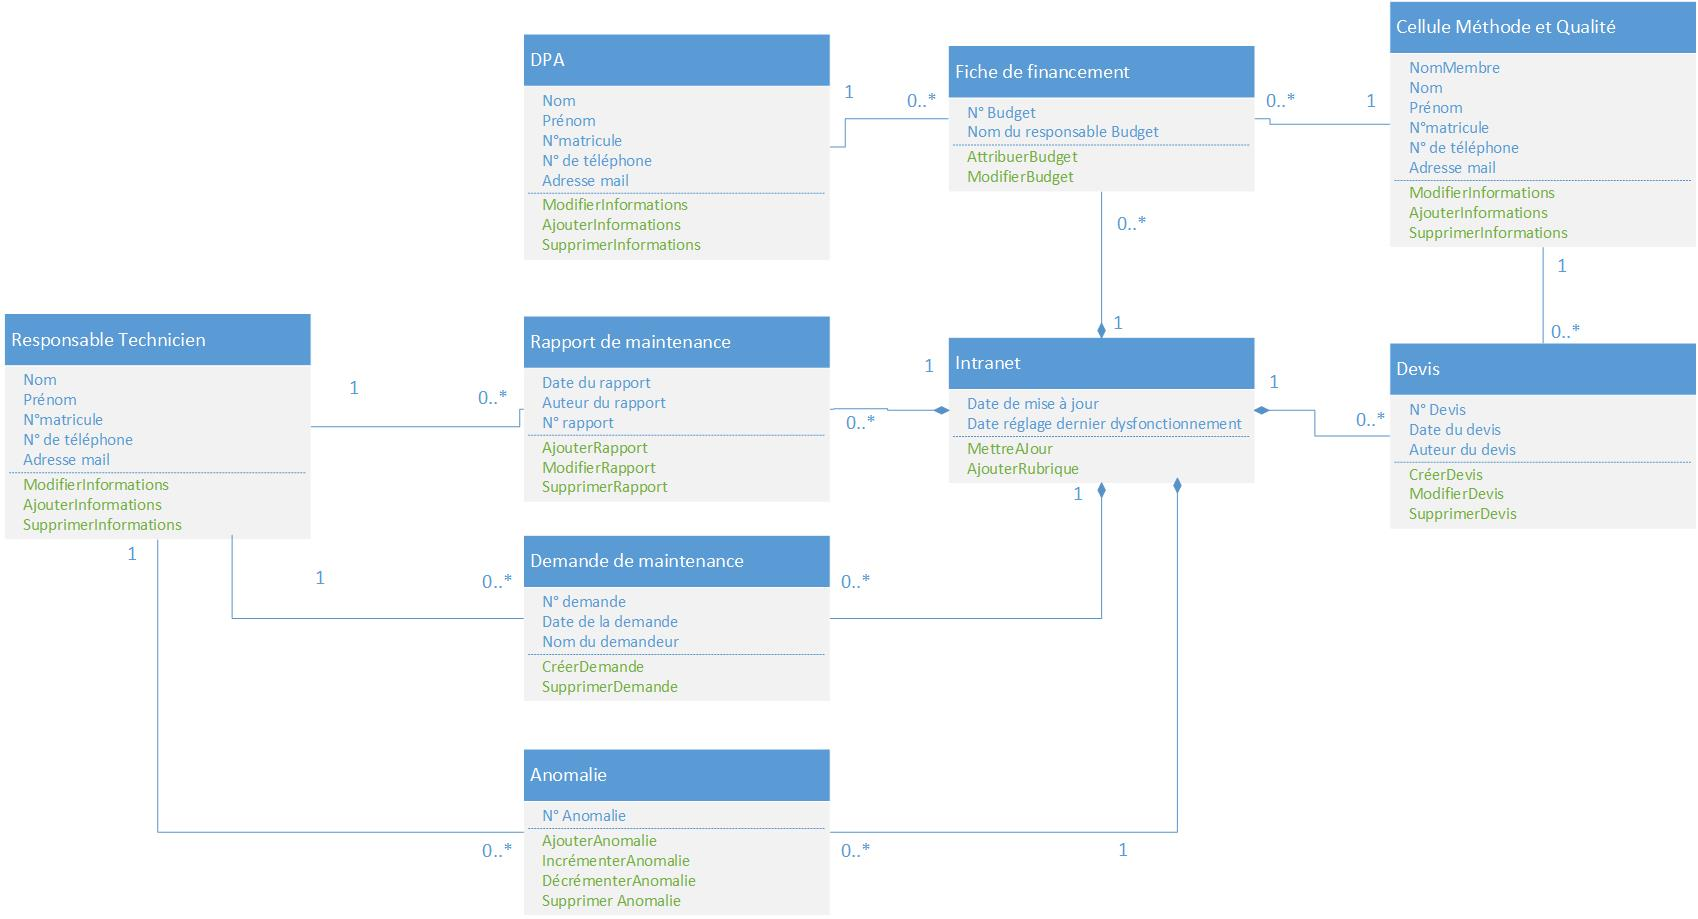 DPA
Nom
Prénom
N°matricule
N° de téléphone
Adresse mail
ModifierInformations
AjouterInformations
SupprimerInformations
1
0..*
Fiche de financement
N° Budget
Nom du responsable Budget
AttribuerBudget
ModifierBudget
0..*
1
Cellule Méthode et Qualité
NomMembre
Nom
Prénom
N°matricule
N° de téléphone
Adresse mail
ModifierInformations
AjouterInformations
SupprimerInformations
0..*
1
1
0..*
Responsable Technicien
Nom
Prénom
N°matricule
N° de téléphone
Adresse mail
ModifierInformations
AjouterInformations
SupprimerInformations
1
0..*
Rapport de maintenance
Date du rapport
Auteur du rapport
N° rapport
AjouterRapport
ModifierRapport
SupprimerRapport
1
0..*
Intranet
Date de mise à jour
Date réglage dernier dysfonctionnement
MettreAJour
AjouterRubrique
1
0..*
Devis
N° Devis
Date du devis
Auteur du devis
CréerDevis
ModifierDevis
SupprimerDevis
1
1
1
0..*
Demande de maintenance
N° demande
Date de la demande
Nom du demandeur
CréerDemande
SupprimerDemande
0..*
Anomalie
N° Anomalie
AjouterAnomalie
IncrémenterAnomalie
DécrémenterAnomalie
Supprimer Anomalie
0..*
0..*
1